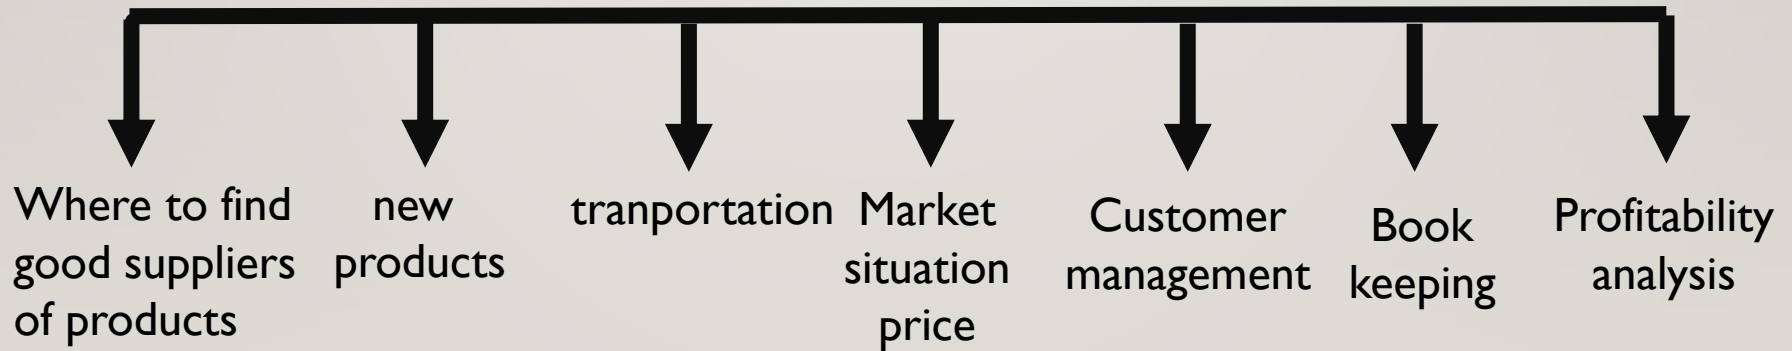 Where to find
good suppliers
of products
new
products
tranportation
Market
situation
price
Customer
management
Book
keeping
Profitability
analysis